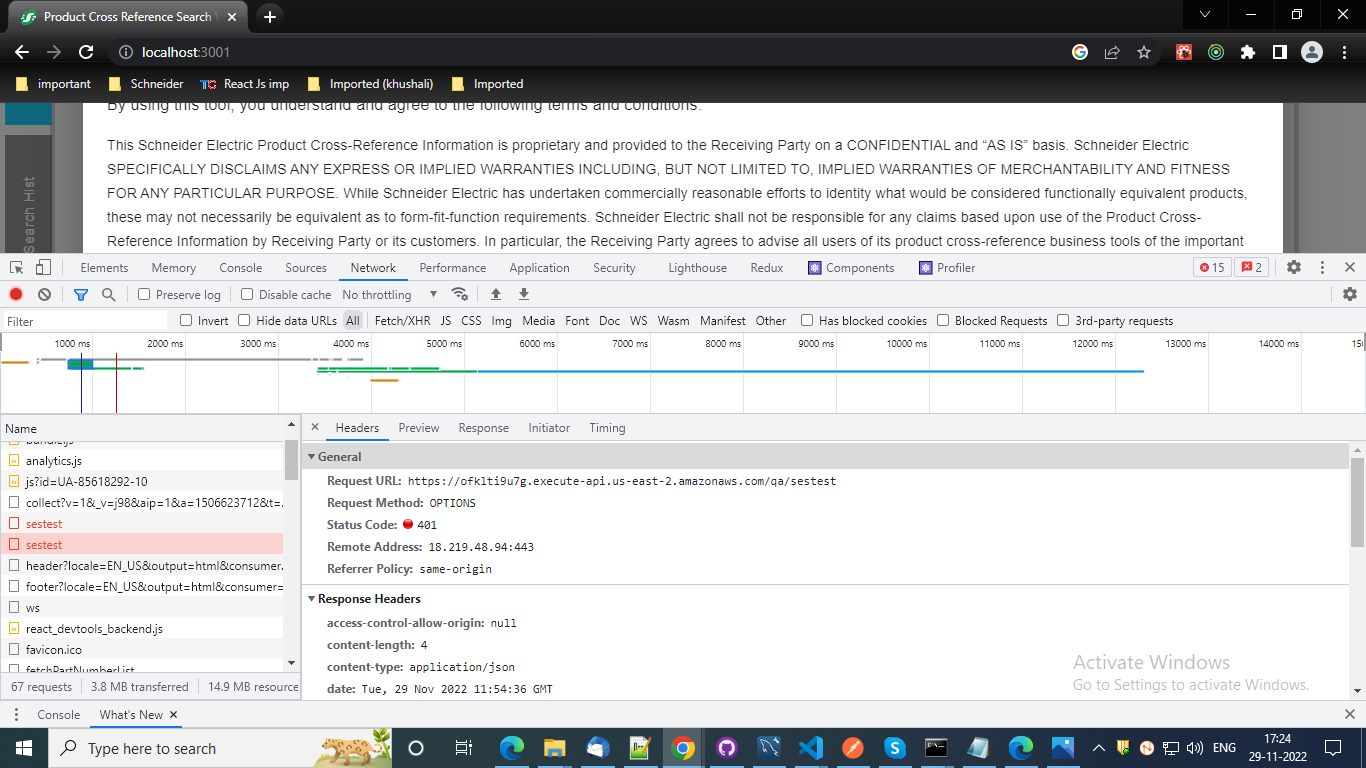 Product Cross Reference Search
localhost:3001
important
Schneider
TC
React Js imp
Imported (khushali)
Imported
By using this tool, you understand and agree to the following terms and conditions.
This Schneider Electric Product Cross-Reference Information is proprietary and provided to the Receiving Party on a CONFIDENTIAL and “AS IS” basis. Schneider Electric
SPECIFICALLY DISCLAIMS ANY EXPRESS OR IMPLIED WARRANTIES INCLUDING, BUT NOT LIMITED TO, IMPLIED WARRANTIES OF MERCHANTABILITY AND FITNESS
FOR ANY PARTICULAR PURPOSE. While Schneider Electric has undertaken commercially reasonable efforts to identity what would be considered functionally equivalent products,
these may not necessarily be equivalent as to form-fit-function requirements. Schneider Electric shall not be responsible for any claims based upon use of the Product Cross-
Reference Information by Receiving Party or its customers. In particular, the Receiving Party agrees to advise all users of its product cross-reference business tools of the important
Search Hist
Elements Memory Console Sources Network Performance Application Security Lighthouse Redux Components Profiler 15 2
Preserve log Disable cache No throttling
Filter Invert Hide data URLs All Fetch/XHR JS CSS Img Media Font Doc WS Wasm Manifest Other Has blocked cookies Blocked Requests 3rd-party requests
1000 ms 2000 ms 3000 ms 4000 ms 5000 ms 6000 ms 7000 ms 8000 ms 9000 ms 10000 ms 11000 ms 12000 ms 13000 ms 14000 ms 15
Name
bundle.js
analytics.js
js?id=UA-85618292-10
collect?v=1&_v=j98&aip=1&a=1506623712&t=.
sestest
sestest
header?locale=EN_US&output=html&consumer.
footer?locale=EN_US&output=html&consumer=
ws
react_devtools_backend.js
favicon.ico
fetchPartNumberList
67 requests 3.8 MB transferred 14.9 MB resource
Headers Preview Response Initiator Timing
General
Request URL: https://ofklti9u7g.execute-api.us-east-2.amazonaws.com/qa/sestest
Request Method: OPTIONS
Status Code: 401
Remote Address: 18.219.48.94:443
Referrer Policy: same-origin
Response Headers
access-control-allow-origin: null
content-length: 4
content-type: application/json
date: Tue, 29 Nov 2022 11:54:36 GMT
Activate Windows
Go to Settings to activate Windows.
Console What's New
Type here to search
ENG
17:24
29-11-2022